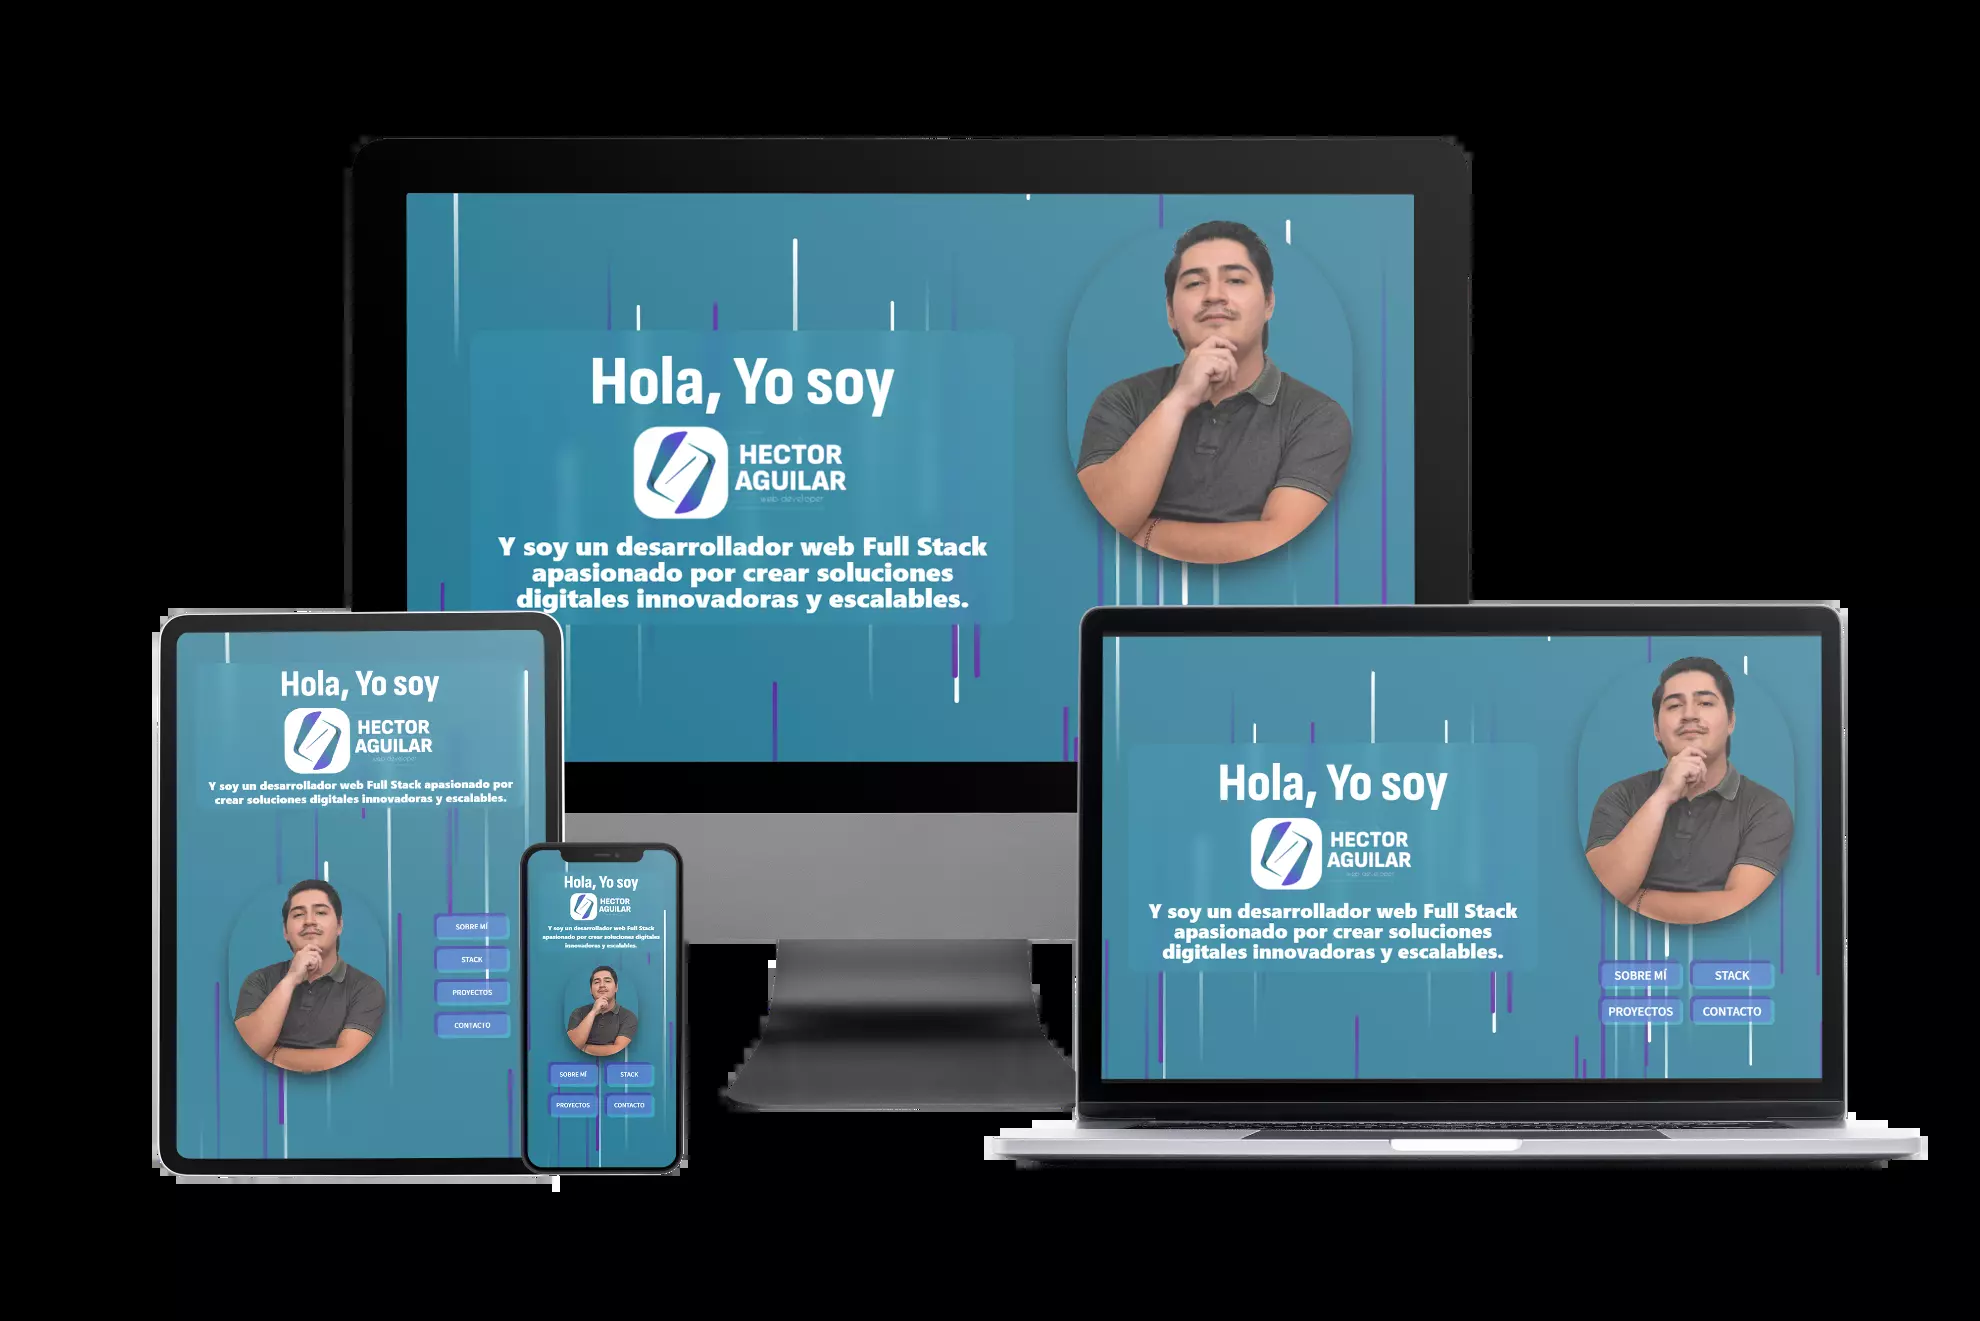 Hola, Yo soy
HECTOR
AGUILAR
web developer
Y soy un desarrollador web Full Stack
apasionado por crear soluciones
digitales innovadoras y escalables.
Hola, Yo soy
HECTOR
AGUILAR
web developer
Y soy un desarrollador web Full Stack apasionado por
crear soluciones digitales innovadoras y escalables.
SOBRE MÍ
STACK
PROYECTOS
CONTACTO
Hola, Yo soy
HECTOR
AGUILAR
Y soy un desarrollador web Full Stack
apasionado por crear soluciones digitales
innovadoras y escalables.
SOBRE MÍ STACK
PROYECTOS CONTACTO
Hola, Yo soy
HECTOR
AGUILAR
web developer
Y soy un desarrollador web Full Stack
apasionado por crear soluciones
digitales innovadoras y escalables.
SOBRE MÍ STACK
PROYECTOS CONTACTO